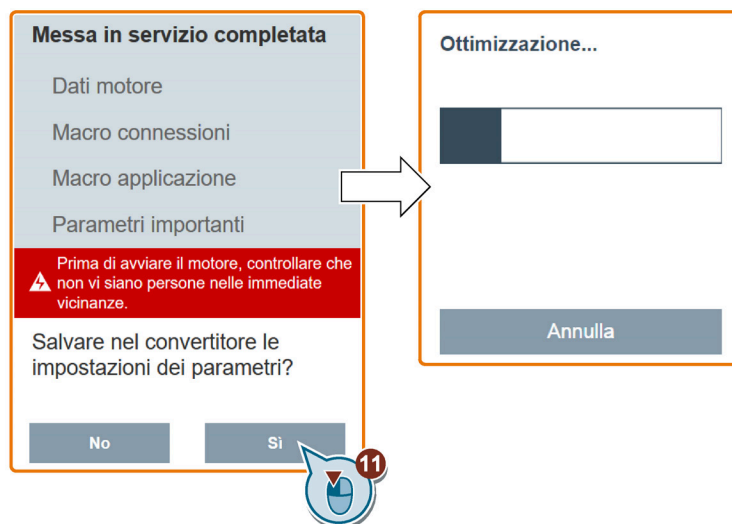 Messa in servizio completata
Dati motore
Macro connessioni
Macro applicazione
Parametri importanti
Prima di avviare il motore, controllare che
non vi siano persone nelle immediate
vicinanze.
Salvare nel convertitore le
impostazioni dei parametri?
No
Sì
11
Ottimizzazione...
Annulla